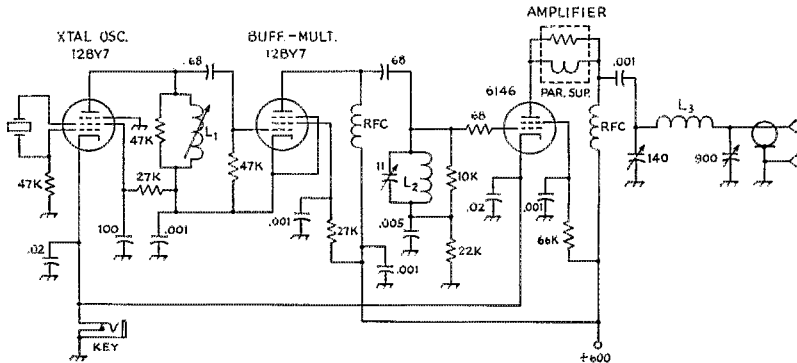 AMPLIFIER
XTAL OSC.
12BY7
BUFF.-MULT.
12BY7
.68
68
6146
PAR. SUP.
.001
47K
L1
RFC
68
RFC
L3
47K
47K
11
L2
10K
140
900
27K
.02
100
.001
.001
27K
.005
.02
.001
.001
22K
66K
KEY
+600